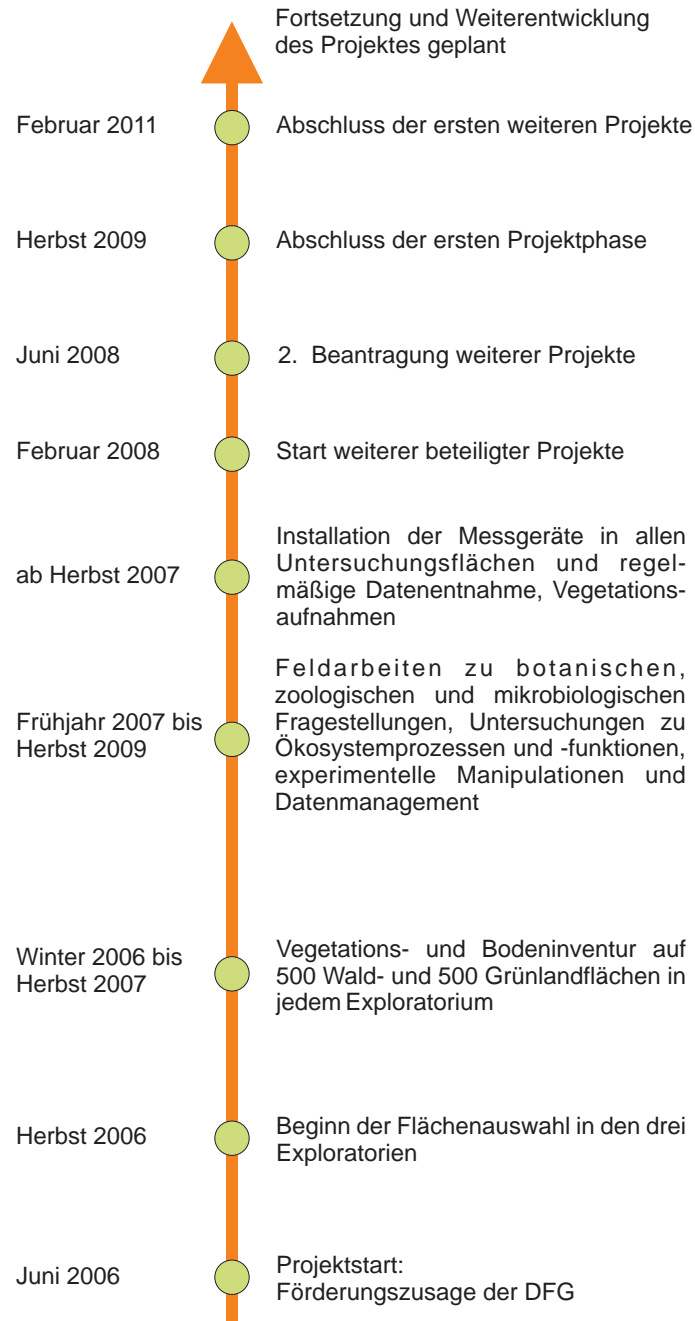 Fortsetzung und Weiterentwicklung
des Projektes geplant
Februar 2011
Abschluss der ersten weiteren Projekte
Herbst 2009
Abschluss der ersten Projektphase
Juni 2008
2. Beantragung weiterer Projekte
Februar 2008
Start weiterer beteiligter Projekte
ab Herbst 2007
Installation der Messgeräte in allen
Untersuchungsflächen und regel-
mäßige Datenentnahme, Vegetations-
aufnahmen
Frühjahr 2007 bis
Herbst 2009
Feldarbeiten zu botanischen,
zoologischen und mikrobiologischen
Fragestellungen, Untersuchungen zu
Ökosystemprozessen und -funktionen,
experimentelle Manipulationen und
Datenmanagement
Winter 2006 bis
Herbst 2007
Vegetations- und Bodeninventur auf
500 Wald- und 500 Grünlandflächen in
jedem Exploratorium
Herbst 2006
Beginn der Flächenauswahl in den drei
Exploratorien
Juni 2006
Projektstart:
Förderungszusage der DFG